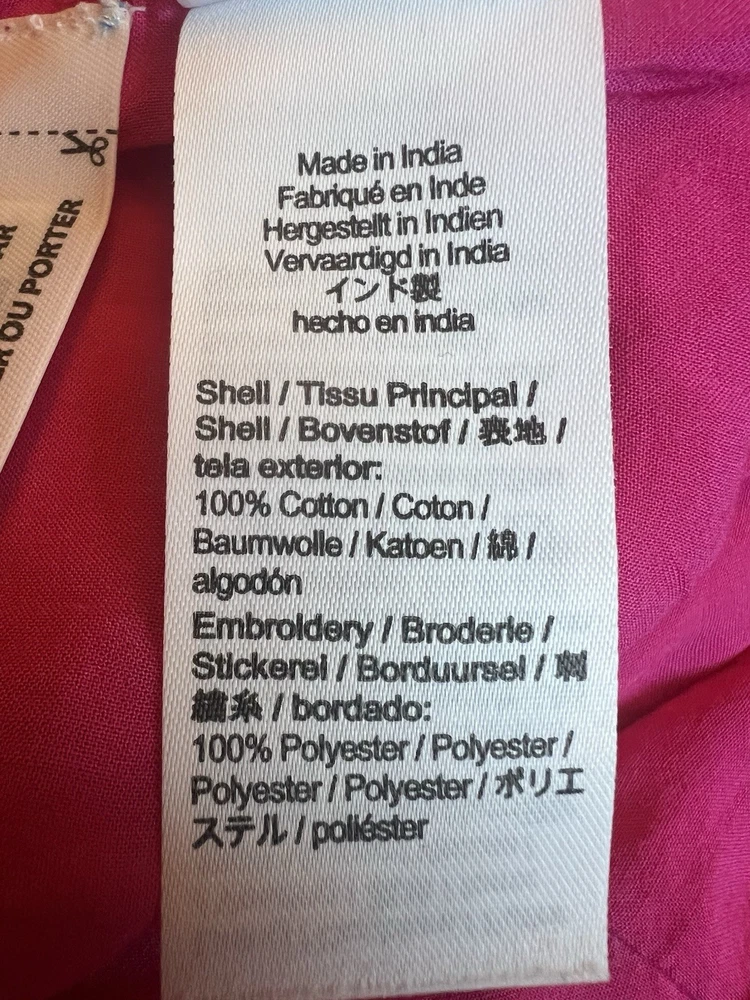 Made in India
Fabriqué en Inde
Hergestellt in Indien
Vervaardigd in India
インド製
hecho en india
Shell / Tissu Principal /
Shell / Bovenstof / 表地 /
tela exterior:
100% Cotton / Coton /
Baumwolle / Katoen / 綿 /
algodón
Embroidery / Broderie /
Stickerei / Borduursel / 刺
繍糸 / bordado:
100% Polyester / Polyester /
Polyester / Polyester / ポリエ
ステル / poliéster
OU PORTER